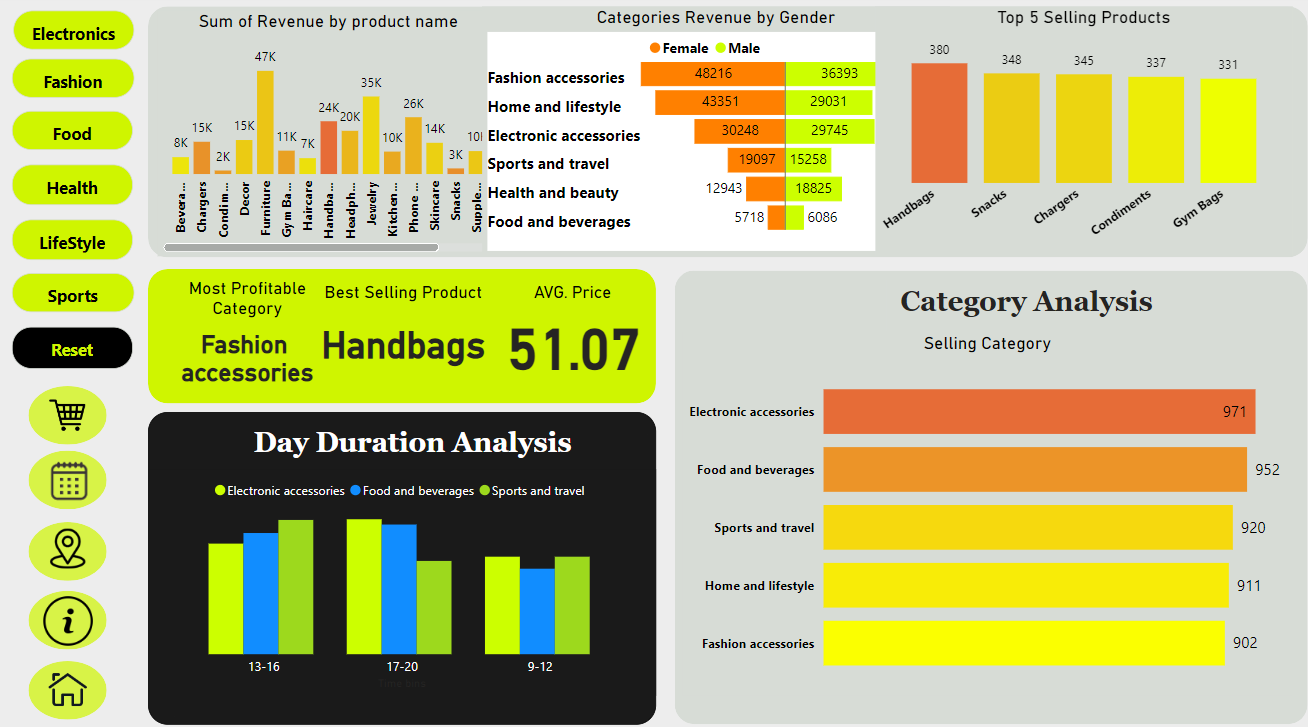 Electronics
Fashion
Food
Health
LifeStyle
Sports
Reset
Sum of Revenue by product name
8K
15K
2K
15K
47K
11K
7K
24K
20K
35K
10K
26K
14K
3K
Bevera...
Chargers
Condim...
Decor
Furniture
Gym Ba...
Haircare
Handba...
Headph...
Jewelry
Kitchen ...
Phone ...
Skincare
Snacks
Supple...
Categories Revenue by Gender
Female Male
Fashion accessories 48216 36393
Home and lifestyle 43351 29031
Electronic accessories 30248 29745
Sports and travel 19097 15258
Health and beauty 12943 18825
Food and beverages 5718 6086
Top 5 Selling Products
380
348
345
337
331
Handbags
Snacks
Chargers
Condiments
Gym Bags
Most Profitable
Category
Fashion
accessories
Best Selling Product
Handbags
AVG. Price
51.07
Day Duration Analysis
Electronic accessories Food and beverages Sports and travel
13-16
17-20
9-12
Category Analysis
Selling Category
Electronic accessories 971
Food and beverages 952
Sports and travel 920
Home and lifestyle 911
Fashion accessories 902